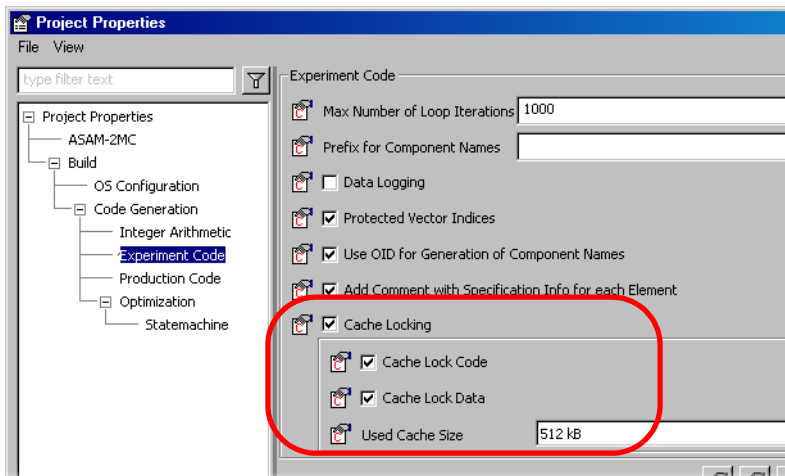 Project Properties
File View
type filter text
Project Properties
ASAM-2MC
Build
OS Configuration
Code Generation
Integer Arithmetic
Experiment Code
Production Code
Optimization
Statemachine
Experiment Code
Max Number of Loop Iterations 1000
Prefix for Component Names
Data Logging
Protected Vector Indices
Use OID for Generation of Component Names
Add Comment with Specification Info for each Element
Cache Locking
Cache Lock Code
Cache Lock Data
Used Cache Size 512 kB